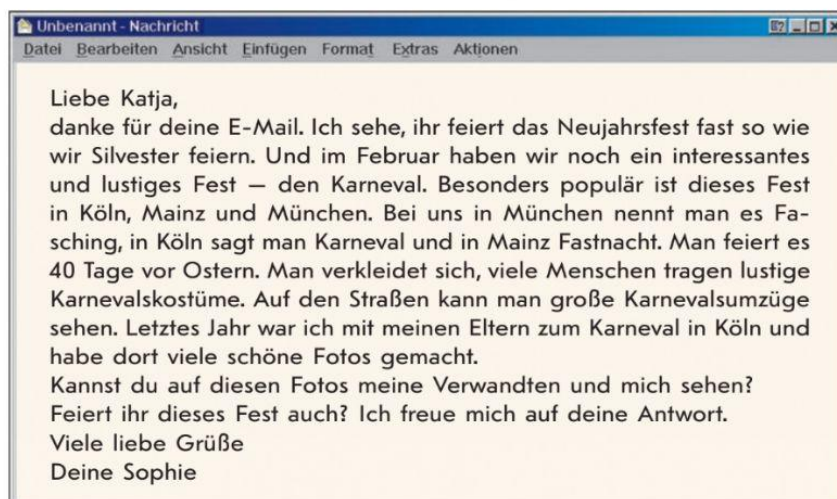 Unbenannt - Nachricht
Datei Bearbeiten Ansicht Einfügen Format Extras Aktionen
Liebe Katja,
danke für deine E-Mail. Ich sehe, ihr feiert das Neujahrsfest fast so wie
wir Silvester feiern. Und im Februar haben wir noch ein interessantes
und lustiges Fest — den Karneval. Besonders populär ist dieses Fest
in Köln, Mainz und München. Bei uns in München nennt man es Fa-
sching, in Köln sagt man Karneval und in Mainz Fastnacht. Man feiert es
40 Tage vor Ostern. Man verkleidet sich, viele Menschen tragen lustige
Karnevalskostüme. Auf den Straßen kann man große Karnevalsumzüge
sehen. Letztes Jahr war ich mit meinen Eltern zum Karneval in Köln und
habe dort viele schöne Fotos gemacht.
Kannst du auf diesen Fotos meine Verwandten und mich sehen?
Feiert ihr dieses Fest auch? Ich freue mich auf deine Antwort.
Viele liebe Grüße
Deine Sophie